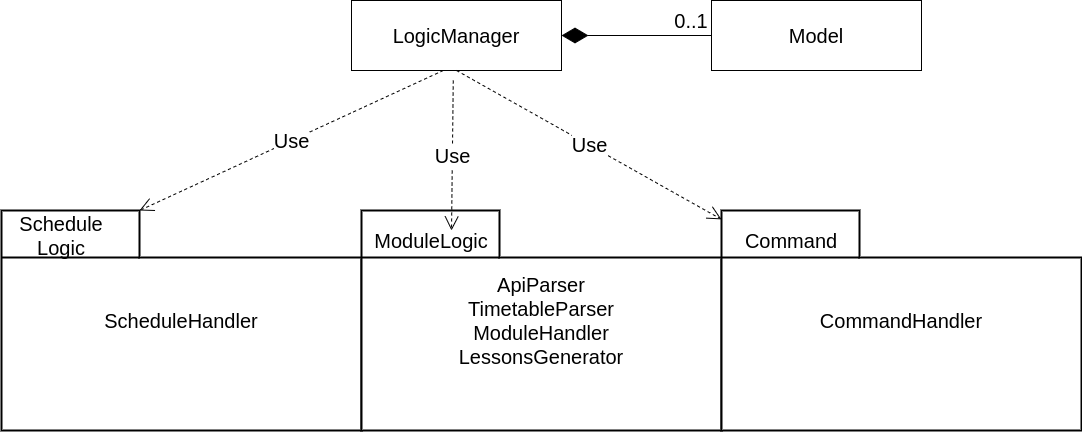 LogicManager
0..1
Model
Use
Use
Use
Schedule
Logic
ModuleLogic
Command
ScheduleHandler
ApiParser
TimetableParser
ModuleHandler
LessonsGenerator
CommandHandler